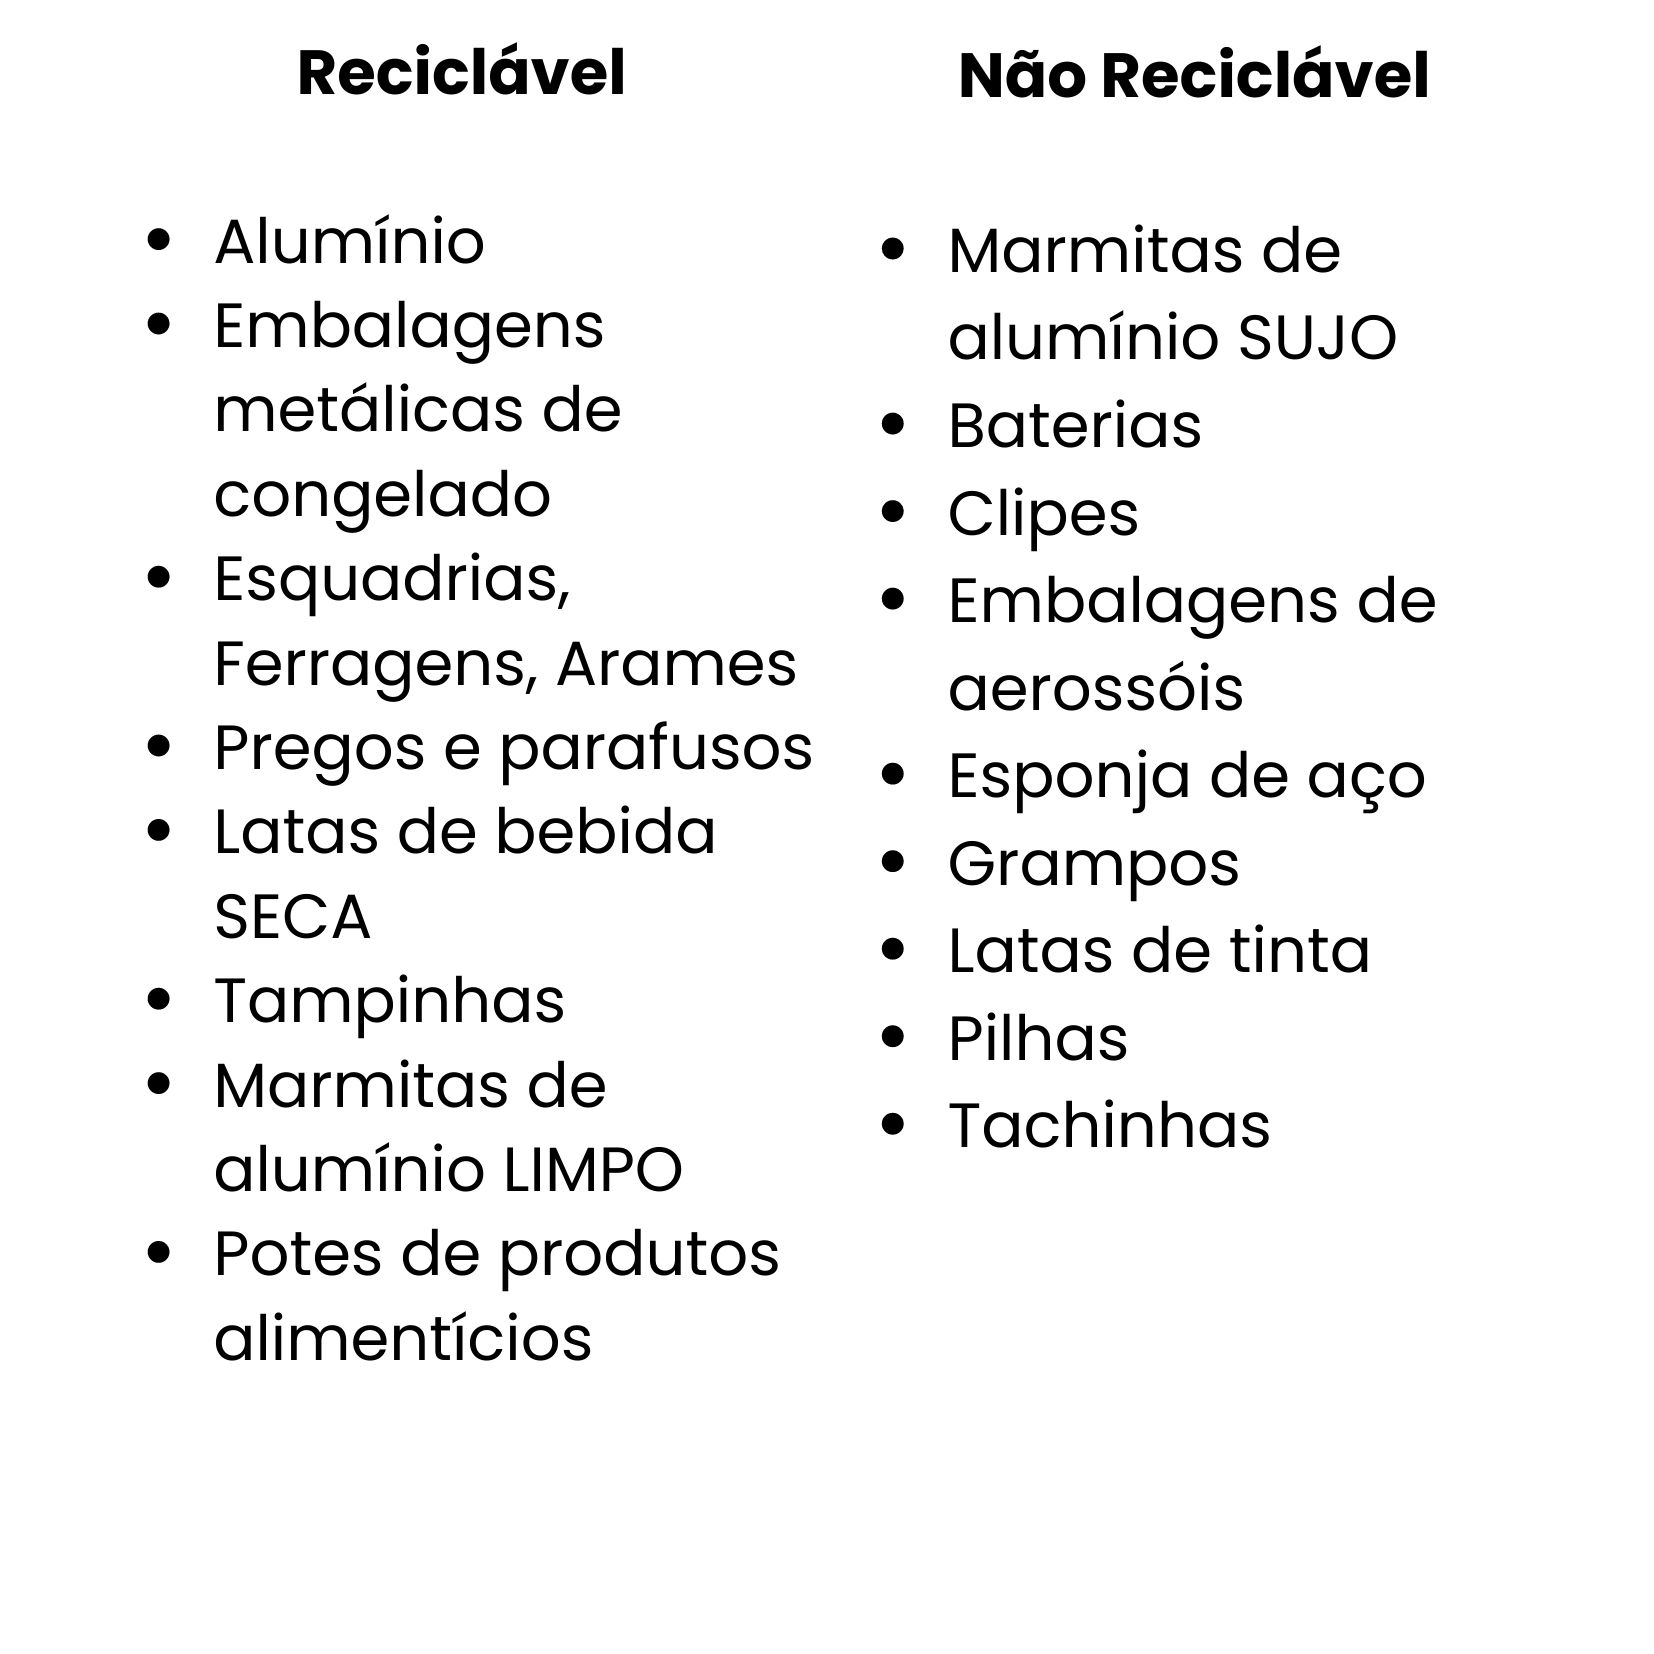 Reciclável
Alumínio
Embalagens
metálicas de
congelado
Esquadrias,
Ferragens, Arames
Pregos e parafusos
Latas de bebida
SECA
Tampinhas
Marmitas de
alumínio LIMPO
Potes de produtos
alimentícios
Não Reciclável
Marmitas de
alumínio SUJO
Baterias
Clipes
Embalagens de
aerossóis
Esponja de aço
Grampos
Latas de tinta
Pilhas
Tachinhas